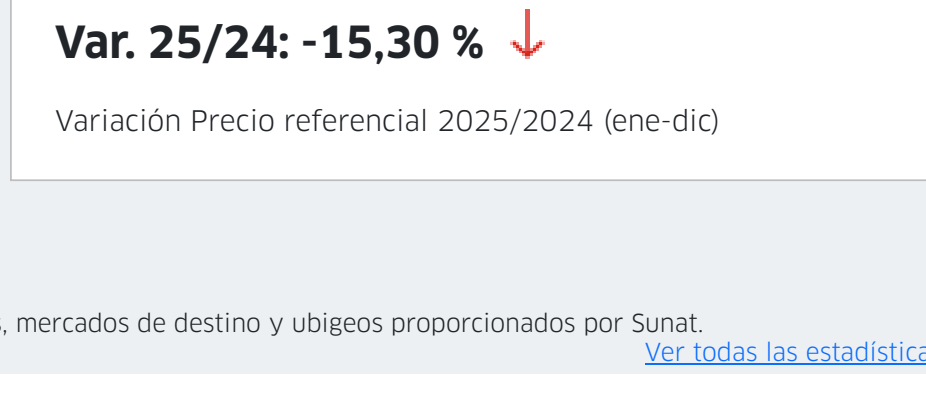 Var. 25/24: -15,30 %
Variación Precio referencial 2025/2024 (ene-dic)
, mercados de destino y ubigeos proporcionados por Sunat.
Ver todas las